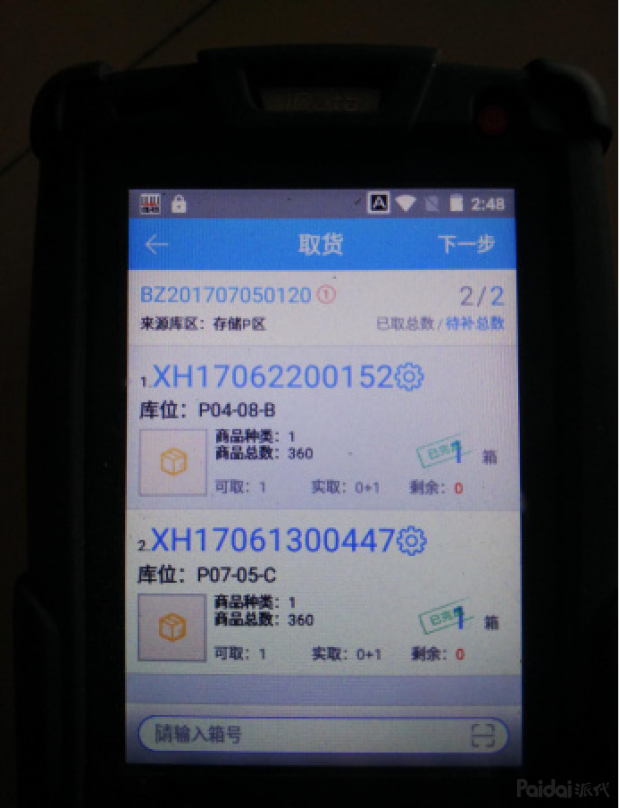 2:48
取货 下一步
BZ201707050120 ① 2/2
来源库区：存储P区 已取总数/待补总数
1.XH17062200152
库位：P04-08-B
商品种类：1
商品总数：360
1 箱
可取：1 实取：0+1 剩余：0
2.XH17061300447
库位：P07-05-C
商品种类：1
商品总数：360
1 箱
可取：1 实取：0+1 剩余：0
请输入箱号
Paidai派代